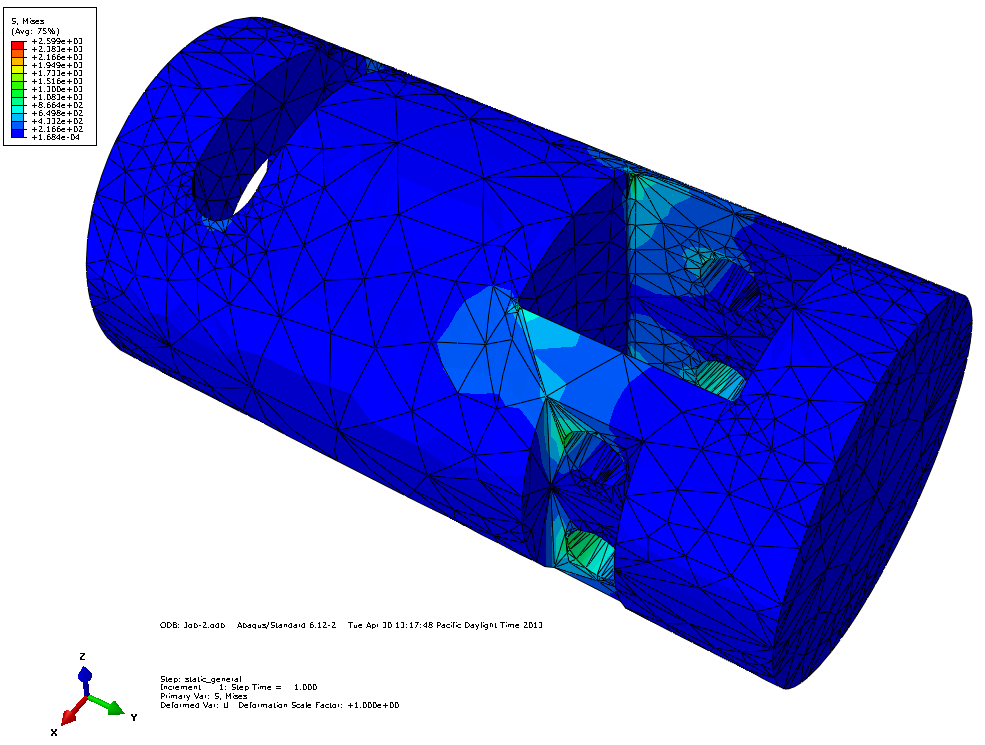 S, Mises
(Avg: 75%)
+2.599e+03
+2.383e+03
+2.166e+03
+1.949e+03
+1.733e+03
+1.516e+03
+1.300e+03
+1.083e+03
+8.664e+02
+6.498e+02
+4.332e+02
+2.166e+02
+1.684e-04
ODB: Job-2.odb Abaqus/Standard 6.12-2 Tue Apr 30 13:17:48 Pacific Daylight Time 2013
Z
Y
X
Step: static_general
Increment 1: Step Time = 1.000
Primary Var: S, Mises
Deformed Var: U Deformation Scale Factor: +1.000e+00